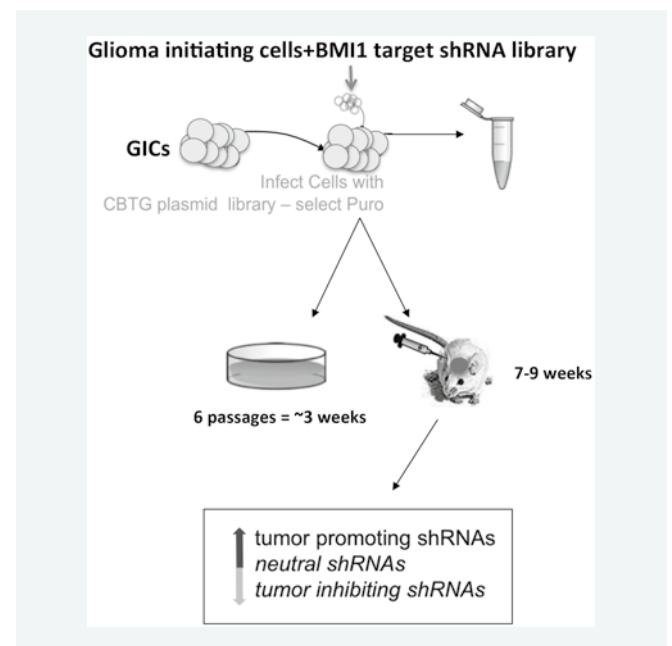 Glioma initiating cells+BMI1 target shRNA library
GICs
Infect Cells with
CBTG plasmid library – select Puro
7-9 weeks
6 passages = ~3 weeks
tumor promoting shRNAs
neutral shRNAs
tumor inhibiting shRNAs